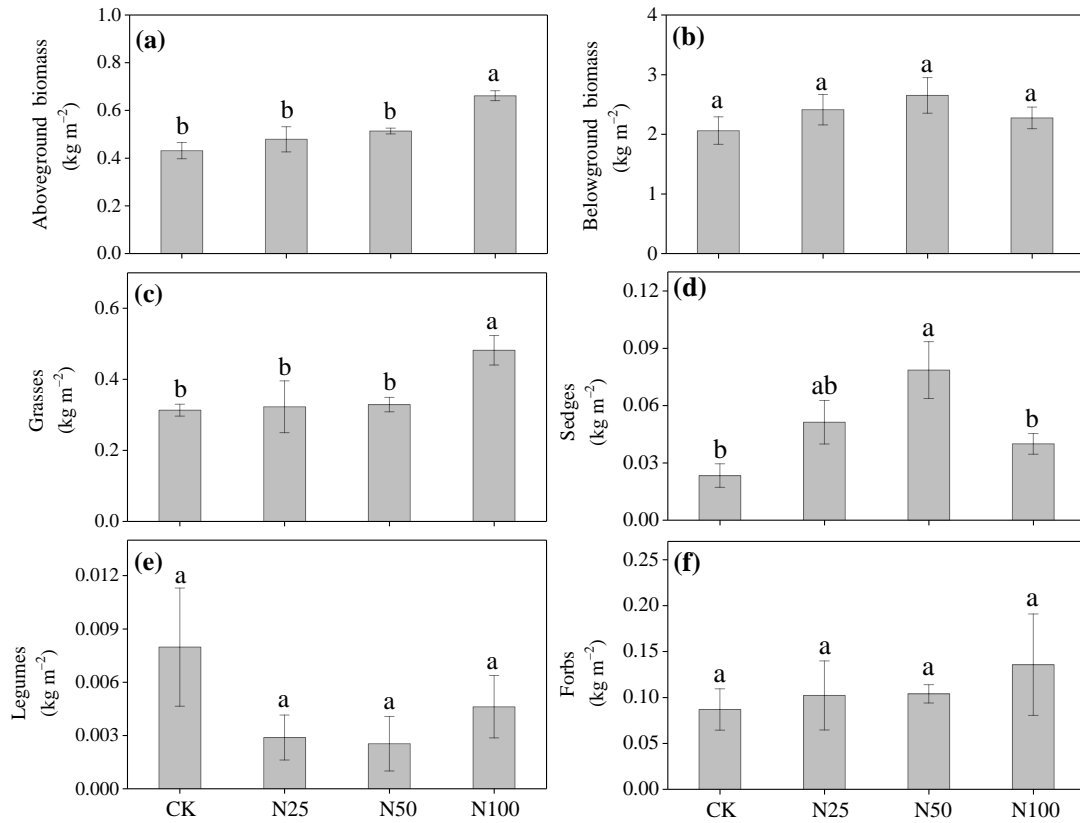 (a)
Aboveground biomass
(kg m⁻²)
1.0
0.8
0.6
0.4
0.2
0.0
b
b
b
a
(b)
Belowground biomass
(kg m⁻²)
4
3
2
1
0
a
a
a
a
(c)
Grasses
(kg m⁻²)
0.6
0.4
0.2
0.0
b
b
b
a
(d)
Sedges
(kg m⁻²)
0.12
0.09
0.06
0.03
0.00
b
ab
a
b
(e)
Legumes
(kg m⁻²)
0.012
0.009
0.006
0.003
0.000
a
a
a
a
CK N25 N50 N100
(f)
Forbs
(kg m⁻²)
0.25
0.20
0.15
0.10
0.05
0.00
a
a
a
a
CK N25 N50 N100